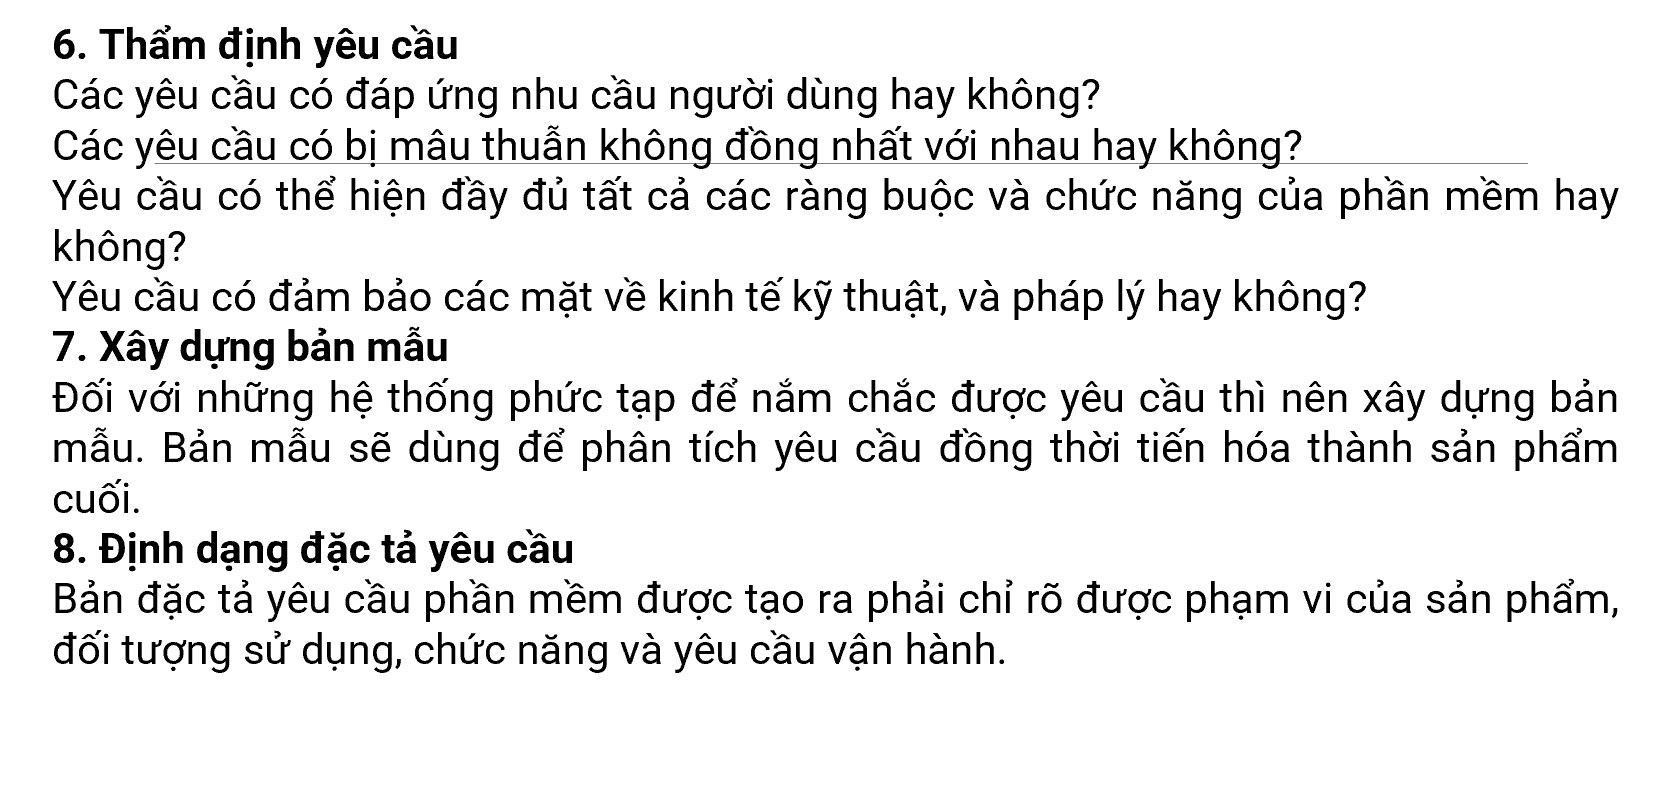 6. Thẩm định yêu cầu
Các yêu cầu có đáp ứng nhu cầu người dùng hay không?
Các yêu cầu có bị mâu thuẫn không đồng nhất với nhau hay không?
Yêu cầu có thể hiện đầy đủ tất cả các ràng buộc và chức năng của phần mềm hay
không?
Yêu cầu có đảm bảo các mặt về kinh tế kỹ thuật, và pháp lý hay không?
7. Xây dựng bản mẫu
Đối với những hệ thống phức tạp để nắm chắc được yêu cầu thì nên xây dựng bản
mẫu. Bản mẫu sẽ dùng để phân tích yêu cầu đồng thời tiến hóa thành sản phẩm
cuối.
8. Định dạng đặc tả yêu cầu
Bản đặc tả yêu cầu phần mềm được tạo ra phải chỉ rõ được phạm vi của sản phẩm,
đối tượng sử dụng, chức năng và yêu cầu vận hành.